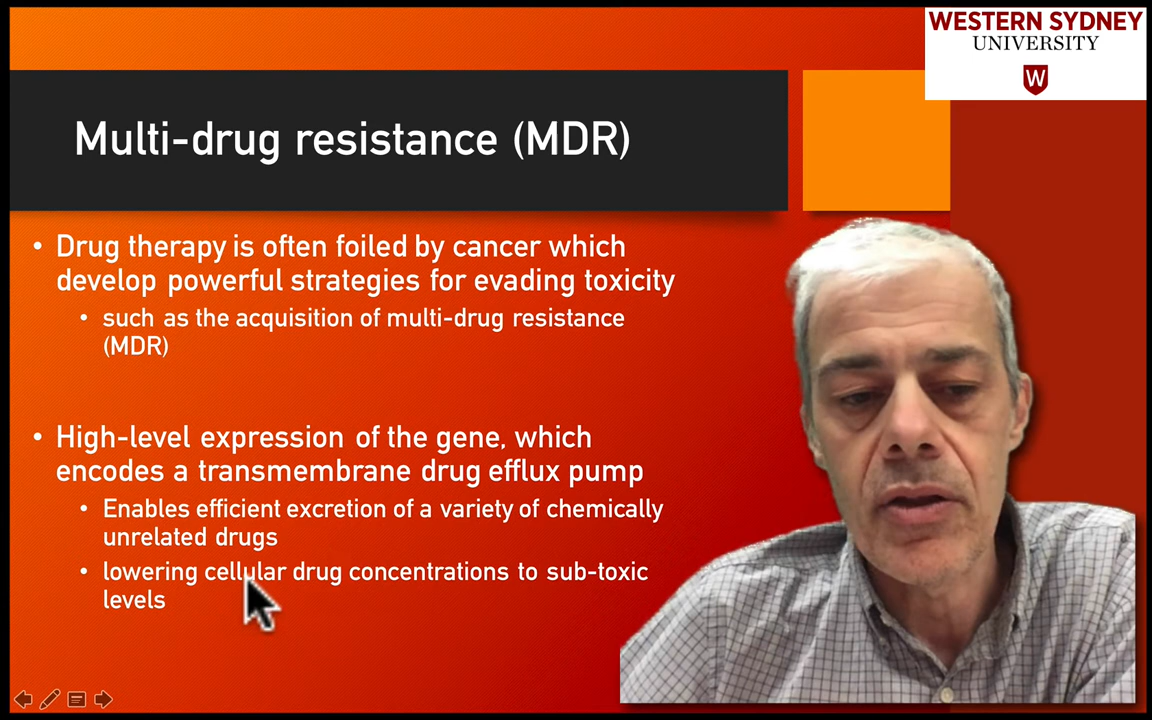 WESTERN SYDNEY
UNIVERSITY
W
Multi-drug resistance (MDR)
• Drug therapy is often foiled by cancer which
develop powerful strategies for evading toxicity
• such as the acquisition of multi-drug resistance
(MDR)
• High-level expression of the gene, which
encodes a transmembrane drug efflux pump
• Enables efficient excretion of a variety of chemically
unrelated drugs
• lowering cellular drug concentrations to sub-toxic
levels